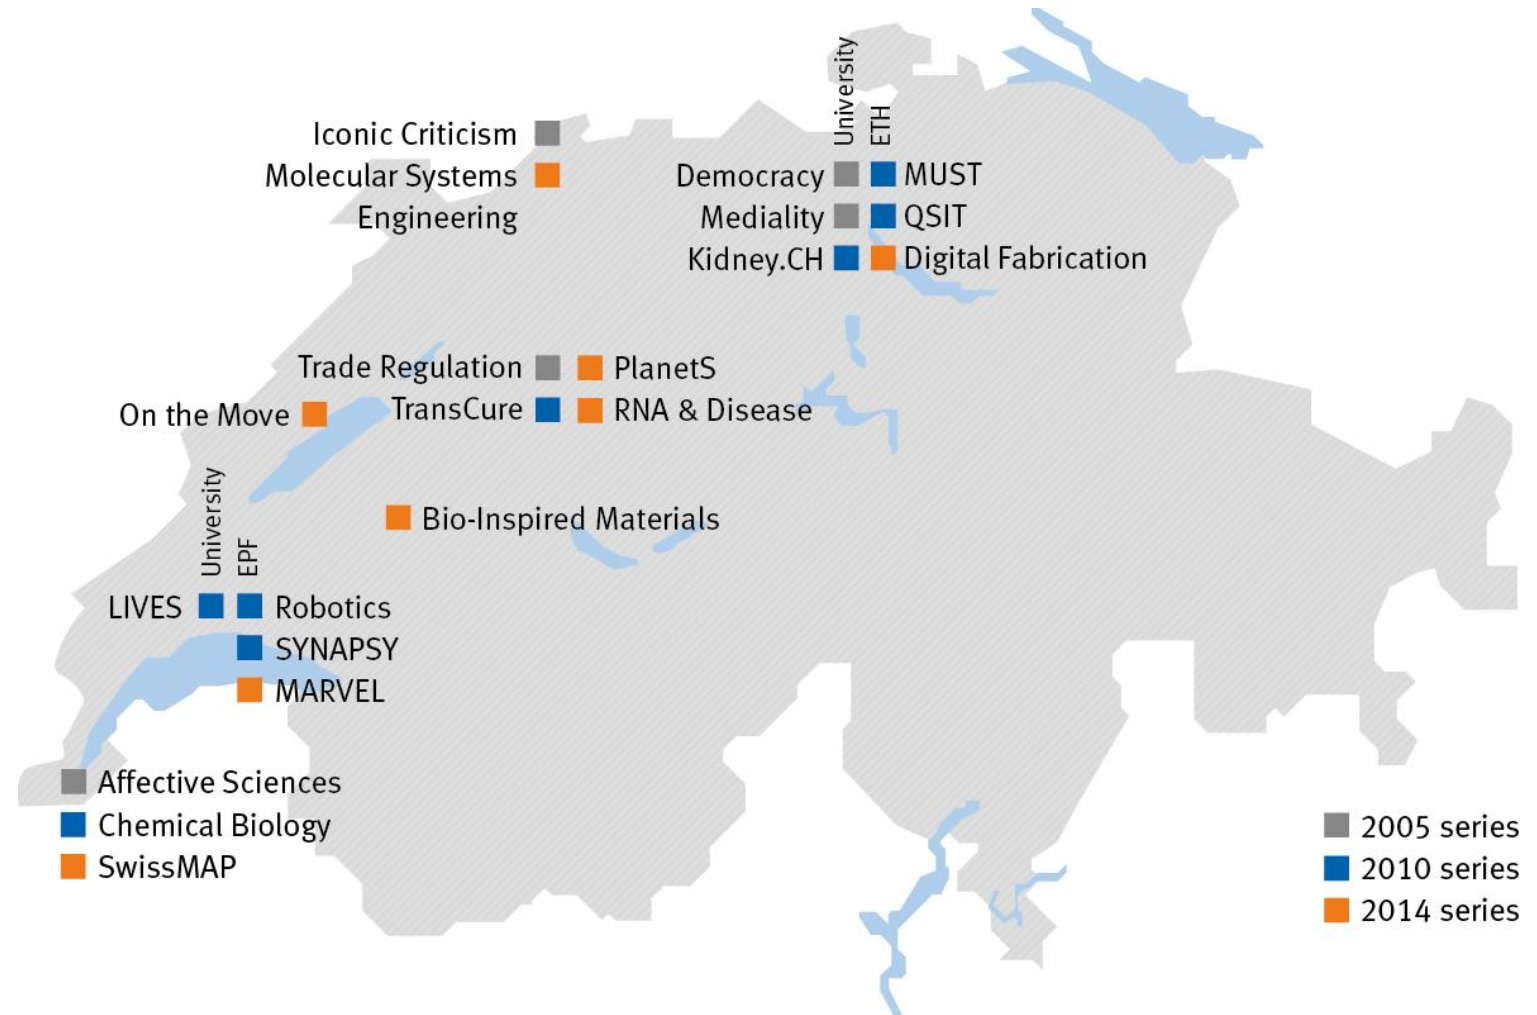 University
ETH
Iconic Criticism
Molecular Systems
Engineering
Democracy
MUST
Mediality
QSIT
Kidney.CH
Digital Fabrication
Trade Regulation
PlanetS
TransCure
RNA & Disease
On the Move
Bio-Inspired Materials
University
EPF
LIVES
Robotics
SYNAPSY
MARVEL
Affective Sciences
Chemical Biology
SwissMAP
2005 series
2010 series
2014 series